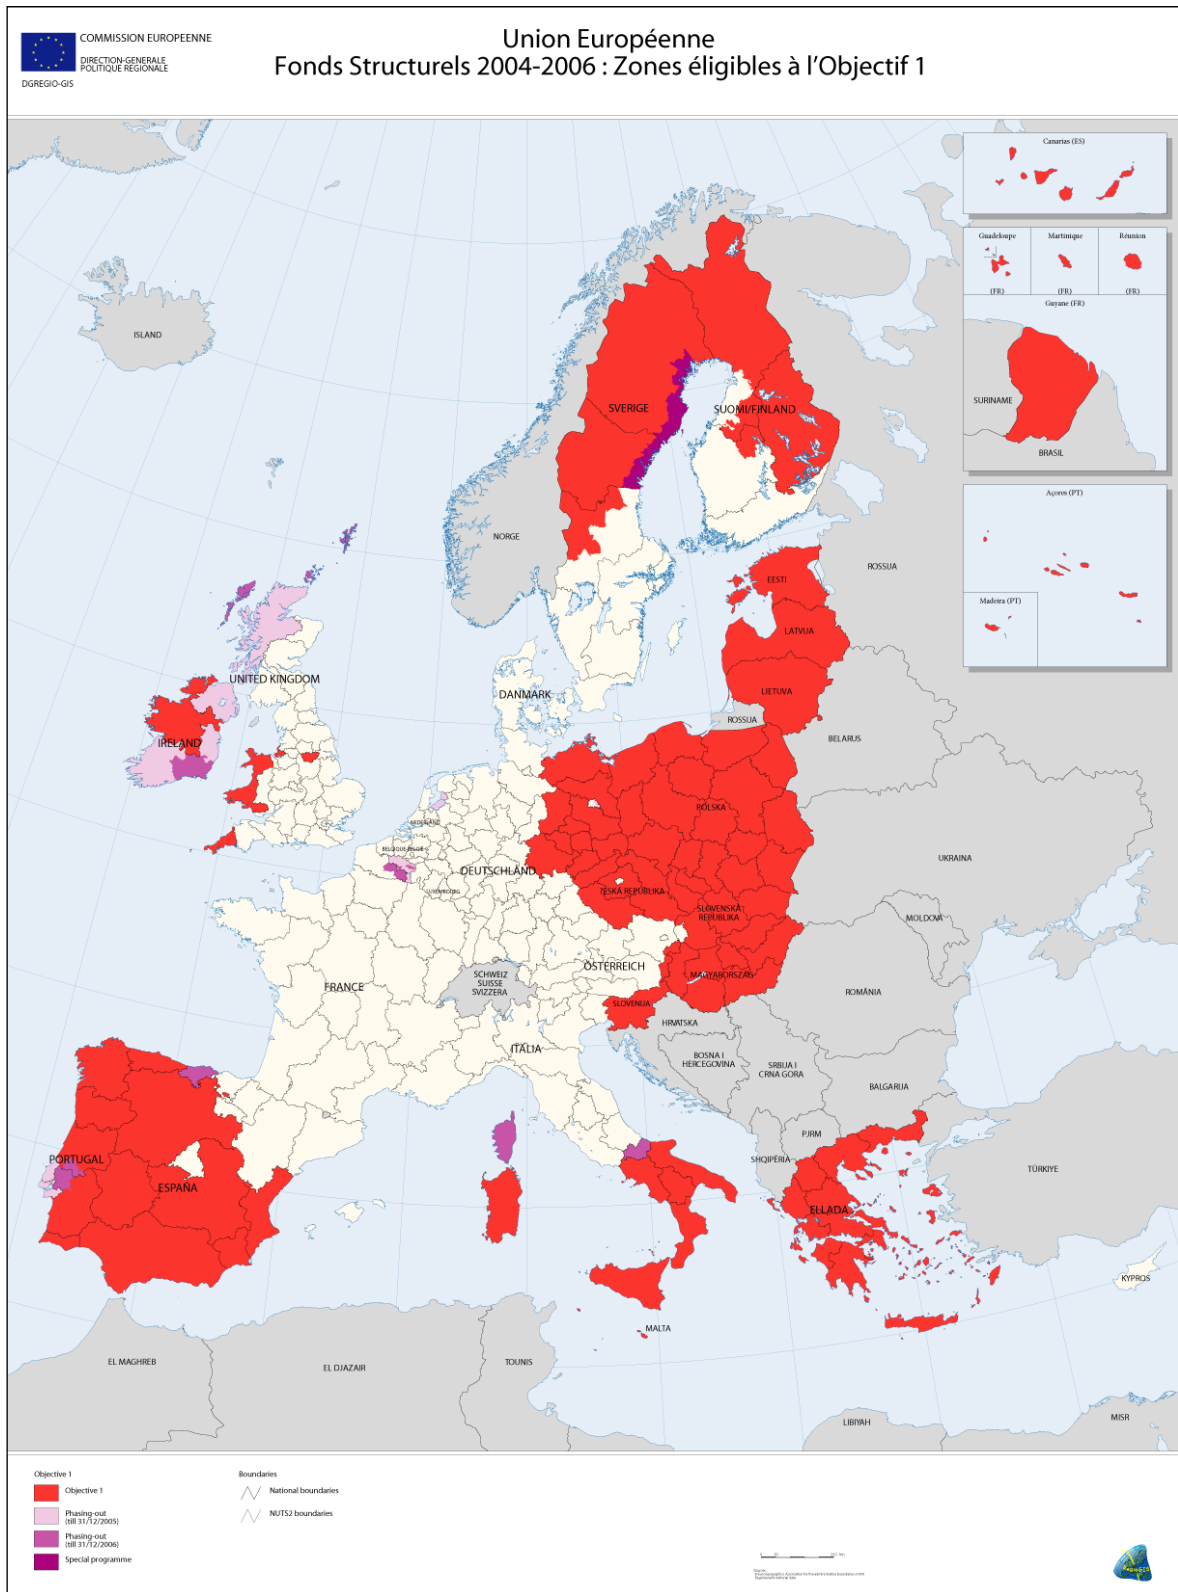 COMMISSION EUROPEENNE
DIRECTION-GENERALE
POLITIQUE REGIONALE
DGREGIO-GIS
Union Européenne
Fonds Structurels 2004-2006 : Zones éligibles à l'Objectif 1
Canarias (ES)
Guadeloupe
Martinique
Réunion
(FR)
(FR)
(FR)
Guyane (FR)
SURINAME
BRASIL
Açores (PT)
Madeira (PT)
ISLAND
SVERIGE
SUOMI/FINLAND
NORGE
ROSSIJA
EESTI
LATVIJA
UNITED KINGDOM
DANMARK
LIETUVA
ROSSIJA
IRELAND
BELARUS
POLSKA
NEDERLAND
BELGIQUE-BELGIË
UKRAINA
DEUTSCHLAND
LUXEMBOURG
ČESKÁ REPUBLIKA
SLOVENSKÁ
REPUBLIKA
MOLDOVA
ÖSTERREICH
SCHWEIZ
SUISSE
SVIZZERA
MAGYARORSZÁG
FRANCE
ROMÂNIA
SLOVENIJA
HRVATSKA
ITALIA
BOSNA I
HERCEGOVINA
SRBIJA I
CRNA GORA
BALGARIJA
PJRM
PORTUGAL
SHQIPËRIA
TÜRKIYE
ESPAÑA
ELLADA
KYPROS
MALTA
EL MAGHREB
EL DJAZAIR
TOUNIS
LIBIYAH
MISR
Objective 1
Objective 1
Phasing-out
(till 31/12/2005)
Phasing-out
(till 31/12/2006)
Special programme
Boundaries
National boundaries
NUTS2 boundaries